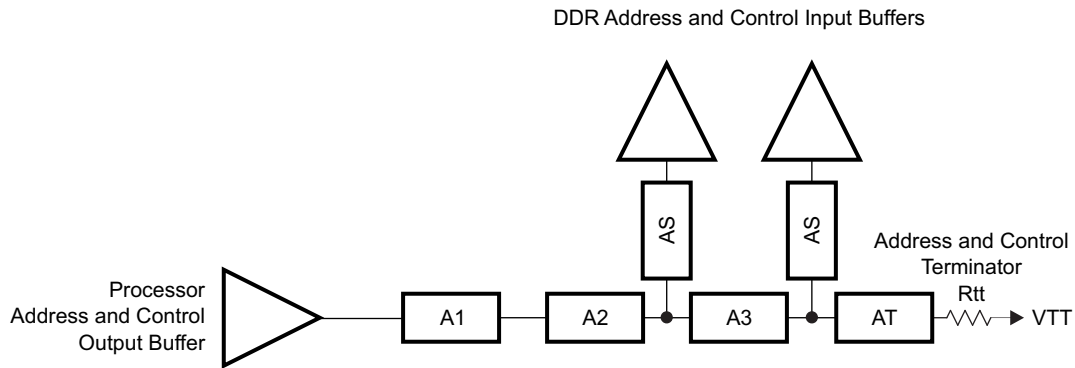 DDR Address and Control Input Buffers
AS
AS
Address and Control
Terminator
Rtt
Processor
Address and Control
Output Buffer
A1
A2
A3
AT
VTT